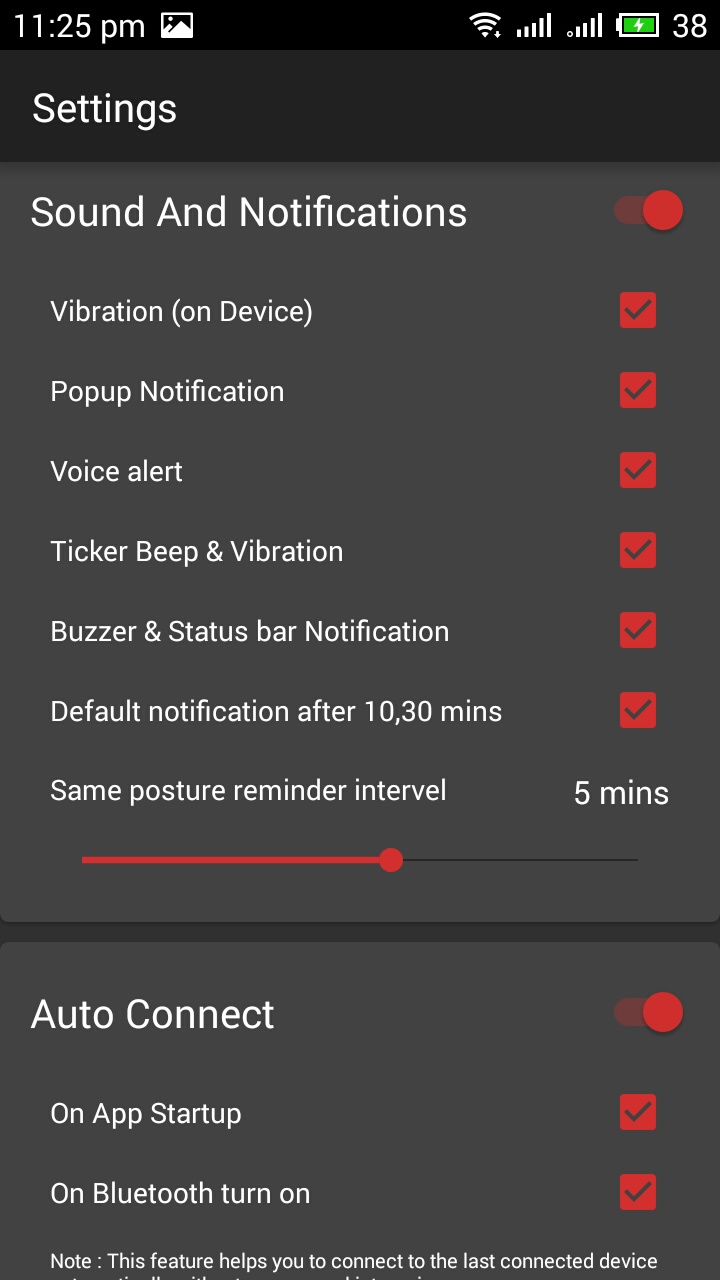 11:25 pm 38
Settings
Sound And Notifications
Vibration (on Device)
Popup Notification
Voice alert
Ticker Beep & Vibration
Buzzer & Status bar Notification
Default notification after 10,30 mins
Same posture reminder intervel 5 mins
Auto Connect
On App Startup
On Bluetooth turn on
Note : This feature helps you to connect to the last connected device